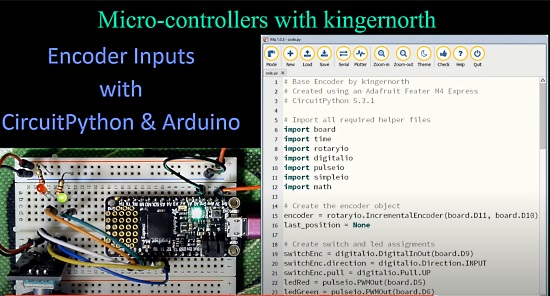 Micro-controllers with kingernorth
Encoder Inputs
with
CircuitPython & Arduino
Mu 1.0.3 - code.py
Mode New Load Save Serial Plotter Zoom-in Zoom-out Theme Check Help Quit
code.py
1 # Base Encoder by kingernorth
2 # Created using an Adafruit Feater M4 Express
3 # CircuitPython 5.3.1
4
5 # Import all required helper files
6 import board
7 import time
8 import rotaryio
9 import digitalio
10 import pulseio
11 import simpleio
12 import math
13
14 # Create the encoder object
15 encoder = rotaryio.IncrementalEncoder(board.D11, board.D10)
16 last_position = None
17
18 # Create switch and led assignments
19 switchEnc = digitalio.DigitalInOut(board.D9)
20 switchEnc.direction = digitalio.Direction.INPUT
21 switchEnc.pull = digitalio.Pull.UP
22 ledRed = pulseio.PWMOut(board.D5)
23 ledGreen = pulseio.PWMOut(board.D6)